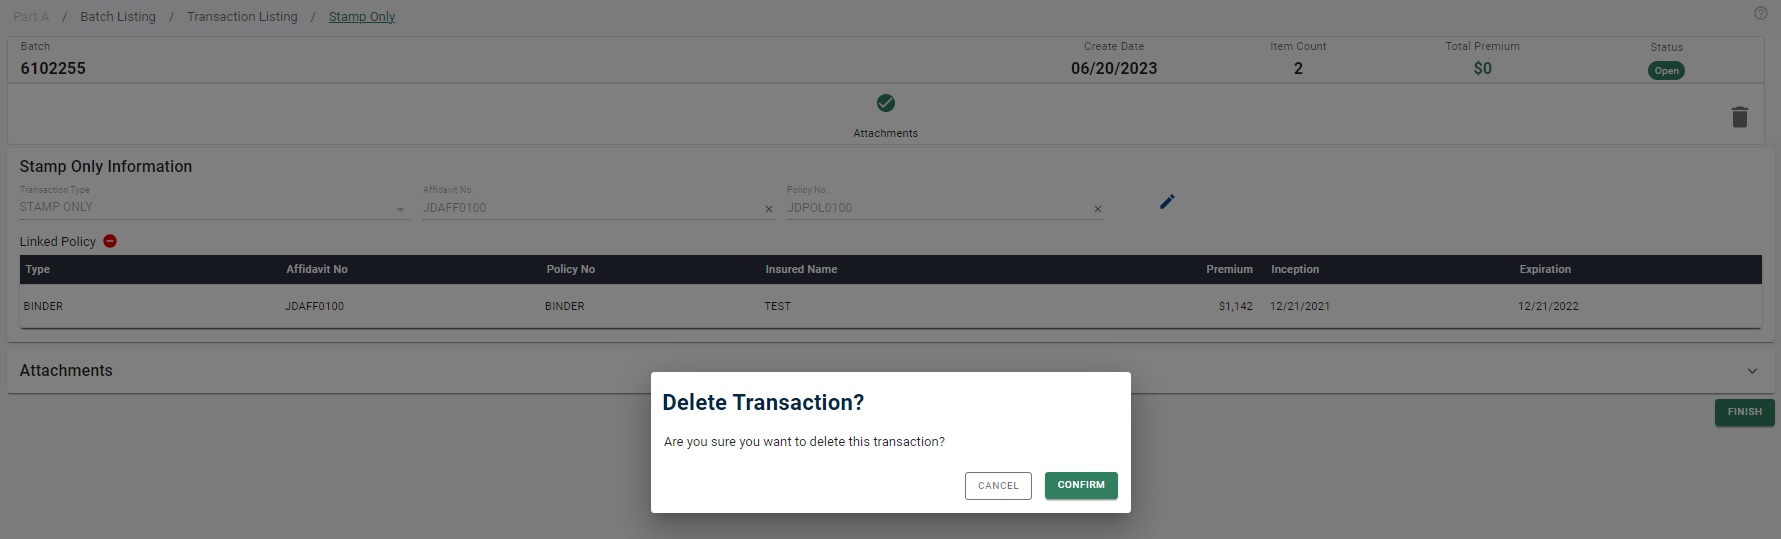 Part A / Batch Listing / Transaction Listing / Stamp Only
Batch Create Date Item Count Total Premium Status
6102255 06/20/2023 2 $0 Open
Attachments
Stamp Only Information
Transaction Type Affidavit No. Policy No.
STAMP ONLY JDAFF0100 JDPOL0100
Linked Policy
Type Affidavit No Policy No Insured Name Premium Inception Expiration
BINDER JDAFF0100 BINDER TEST $1,142 12/21/2021 12/21/2022
Attachments
Delete Transaction?
FINISH
Are you sure you want to delete this transaction?
CANCEL CONFIRM